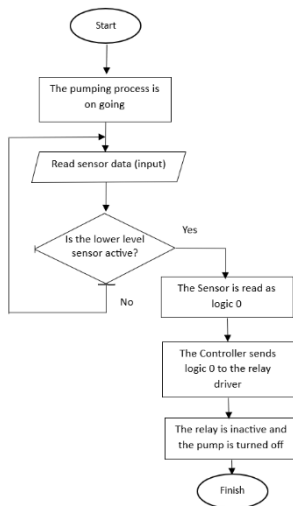 Start
The pumping process is
on going
Read sensor data (input)
Is the lower level
sensor active?
Yes
No
The Sensor is read as
logic 0
The Controller sends
logic 0 to the relay
driver
The relay is inactive and
the pump is turned off
Finish